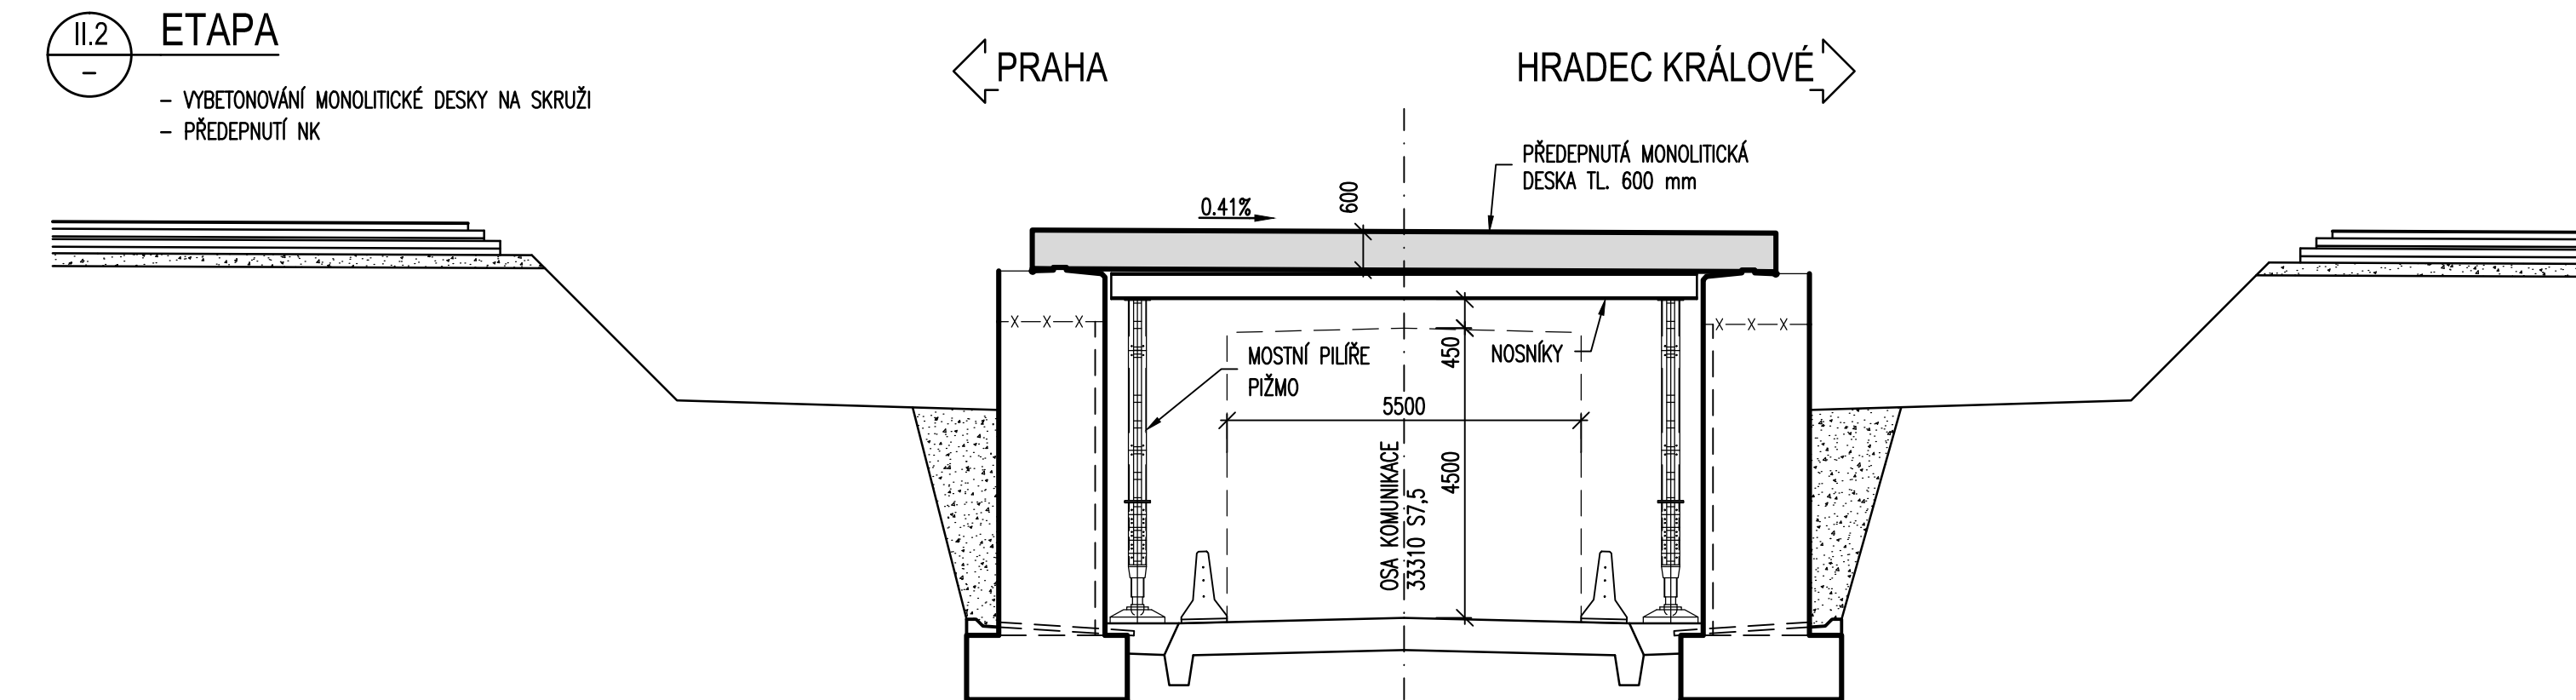 II.2
–
ETAPA
– VYBETONOVÁNÍ MONOLITICKÉ DESKY NA SKRUŽI
– PŘEDEPNUTÍ NK
PRAHA
HRADEC KRÁLOVÉ
PŘEDEPNUTÁ MONOLITICKÁ
DESKA TL. 600 mm
0.41%
600
MOSTNÍ PILÍŘE
PIŽMO
450
NOSNÍKY
5500
4500
OSA KOMUNIKACE
33310 S7,5